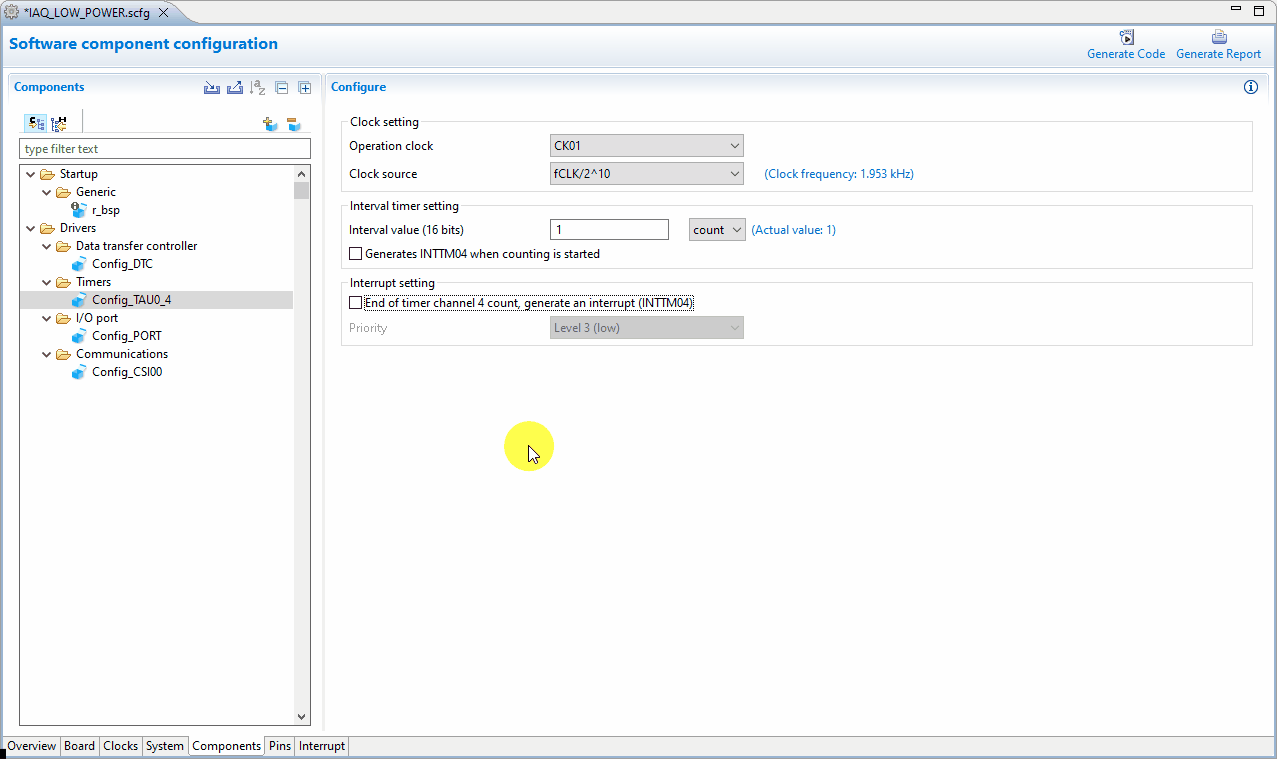 *IAQ_LOW_POWER.scfg
Software component configuration
Generate Code Generate Report
Components
Configure
type filter text
Startup
Generic
r_bsp
Drivers
Data transfer controller
Config_DTC
Timers
Config_TAU0_4
I/O port
Config_PORT
Communications
Config_CSI00
Clock setting
Operation clock CK01
Clock source fCLK/2^10 (Clock frequency: 1.953 kHz)
Interval timer setting
Interval value (16 bits) 1 count (Actual value: 1)
Generates INTTM04 when counting is started
Interrupt setting
End of timer channel 4 count, generate an interrupt (INTTM04)
Priority Level 3 (low)
Overview Board Clocks System Components Pins Interrupt